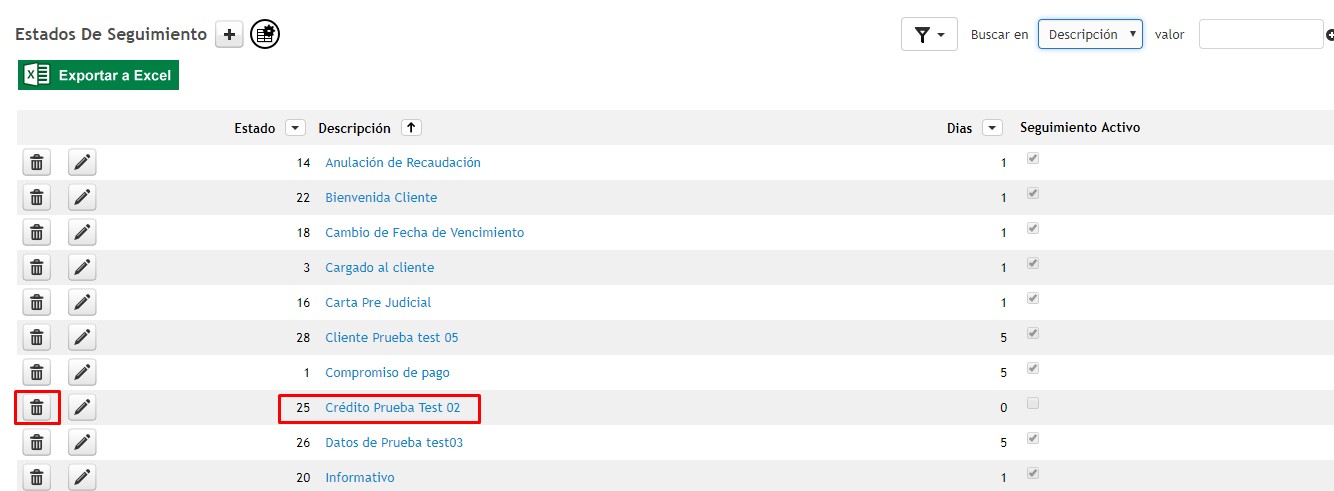 Estados De Seguimiento
Buscar en Descripción valor
Exportar a Excel
Estado Descripción Dias Seguimiento Activo
14 Anulación de Recaudación 1
22 Bienvenida Cliente 1
18 Cambio de Fecha de Vencimiento 1
3 Cargado al cliente 1
16 Carta Pre Judicial 1
28 Cliente Prueba test 05 5
1 Compromiso de pago 5
25 Crédito Prueba Test 02 0
26 Datos de Prueba test03 5
20 Informativo 1